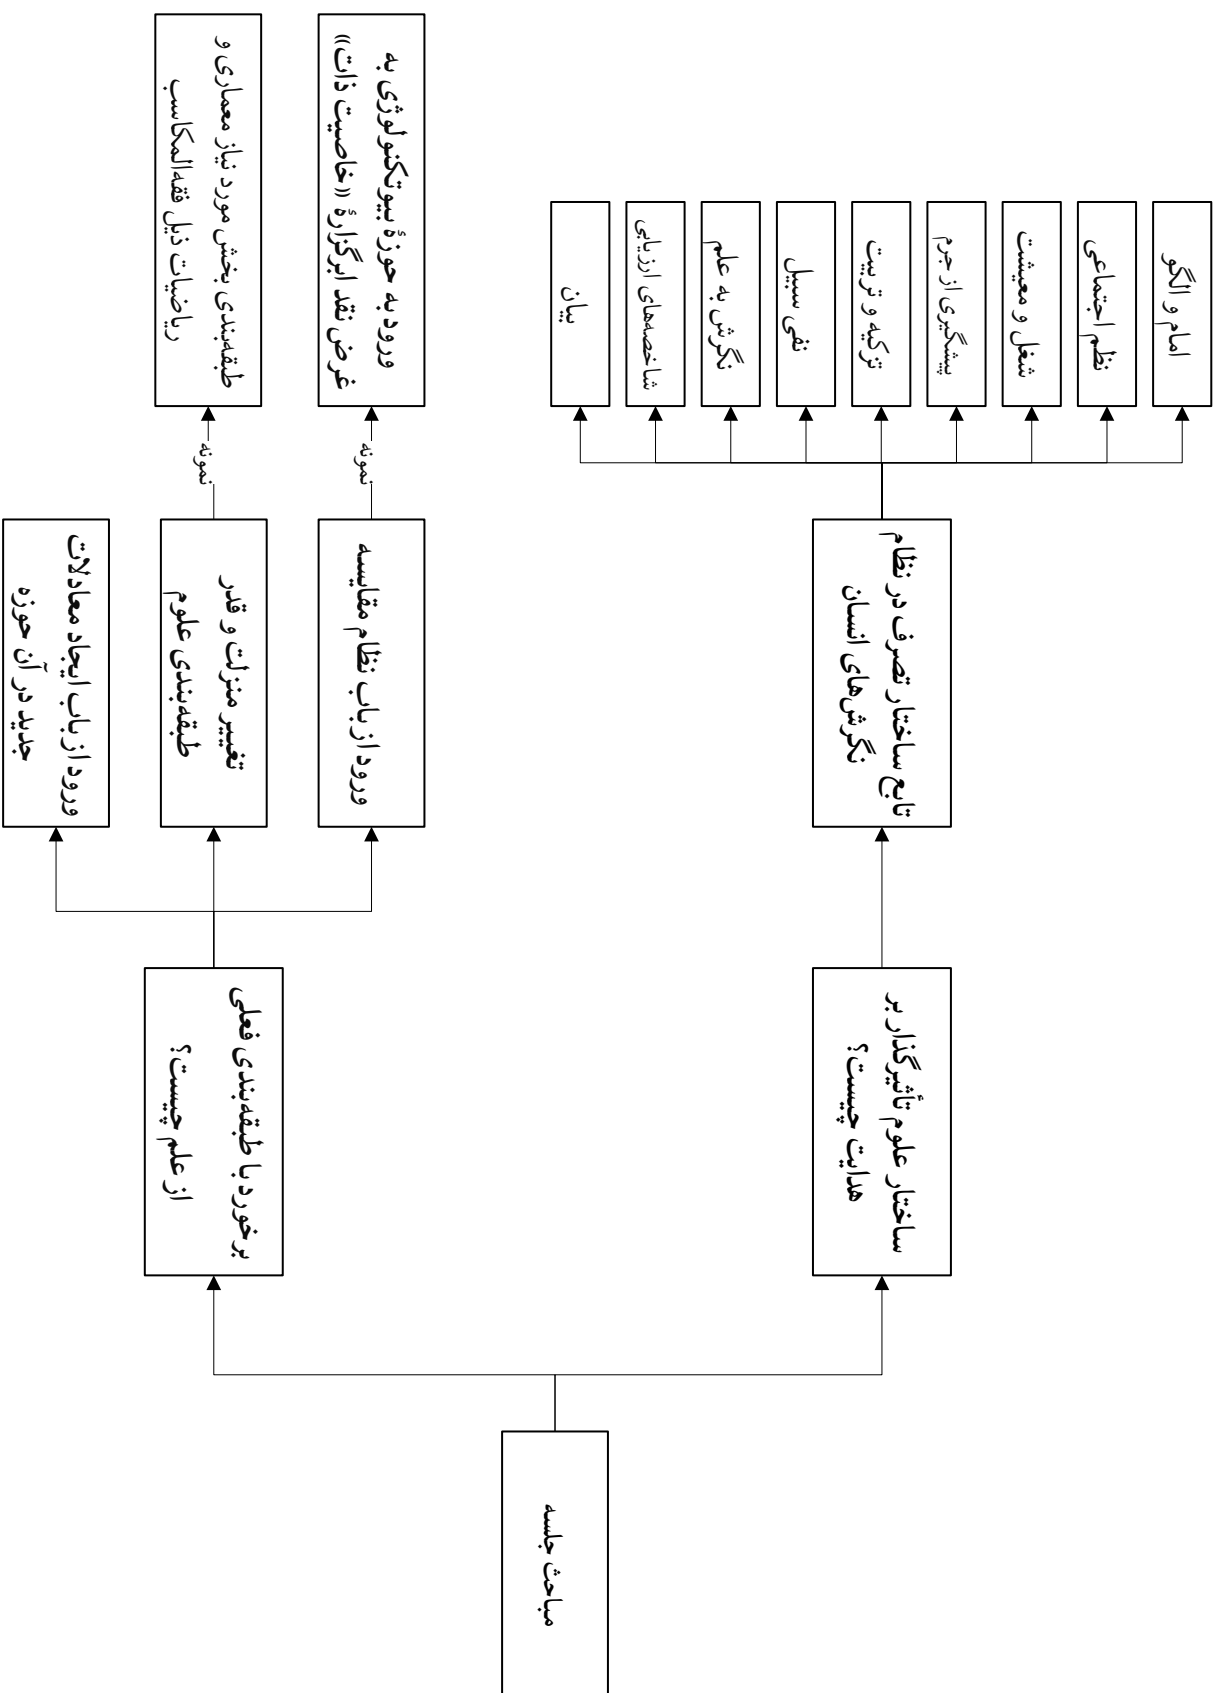 مباحث جلسه
ساختار علوم تأثیرگذار بر
هدایت چیست؟
تابع ساختار تصرف در نظام
نگرش‌های انسان
امام و الگو
نظم اجتماعی
شغل و معیشت
پیشگیری از جرم
تزکیه و تربیت
نفی سبیل
نگرش به علم
شاخصه‌های ارزیابی
بیان
برخورد با طبقه‌بندی فعلی
از علم چیست؟
ورود از باب نظام مقایسه
نمونه
ورود به حوزۀ بیوتکنولوژی به
غرض نقد ابرگزارۀ «خاصیت ذات»
تغییر منزلت و قدر
طبقه‌بندی علوم
نمونه
طبقه‌بندی بخش مورد نیاز معماری و
ریاضیات ذیل فقه‌المکاسب
ورود از باب ایجاد معادلات
جدید در آن حوزه